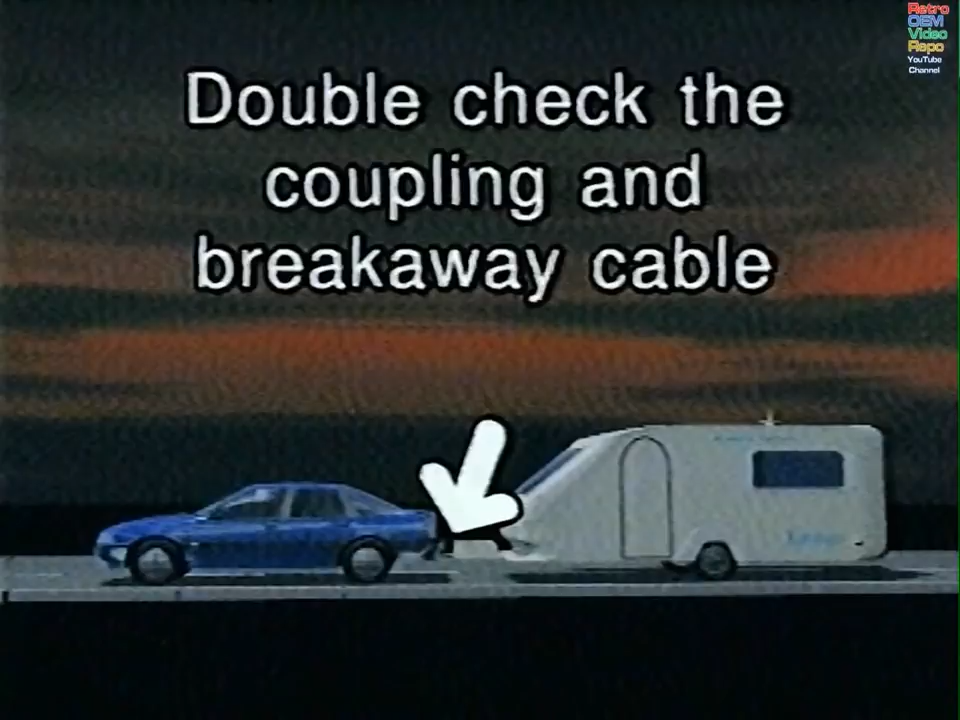 Retro
OEM
Video
Repo
YouTube
Channel
Double check the
coupling and
breakaway cable